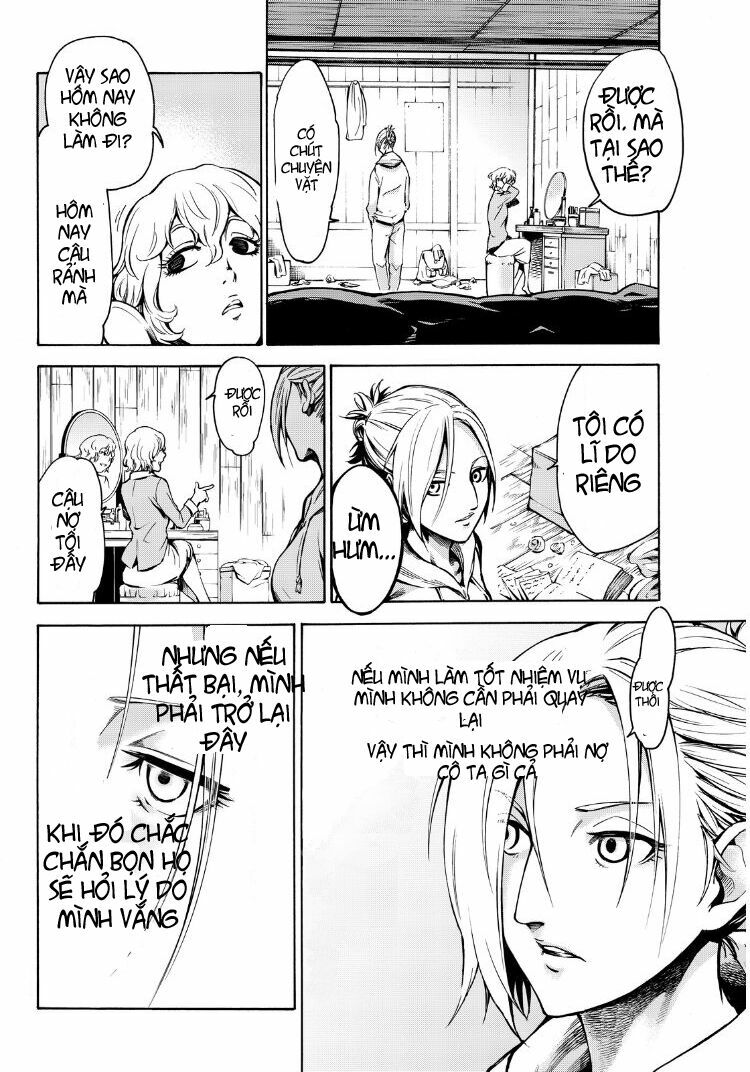 ĐƯỢC
RỒI, MÀ
TẠI SAO
THẾ?
CÓ
CHÚT
CHUYỆN
VẶT
VẬY SAO
HÔM NAY
KHÔNG
LÀM ĐI?
HÔM
NAY
CẬU
RẢNH
MÀ
TÔI CÓ
LĨ DO
RIÊNG
ỪM
HƯM...
ĐƯỢC
RỒI
CẬU
NỢ
TỒI
ĐẤY
ĐƯỢC
THÔI
NẾU MÌNH LÀM TỐT NHIỆM VỤ
MÌNH KHÔNG CẦN PHẢI QUAY
LẠI
VẬY THÌ MÌNH KHÔNG PHẢI NỢ
CÔ TA GÌ CẢ
NHƯNG NẾU
THẤT BẠI, MÌNH
PHẢI TRỞ LẠI
ĐÂY
KHI ĐÓ CHẮC
CHẮN BỌN HỌ
SẼ HỎI LÝ DO
MÌNH VẮNG